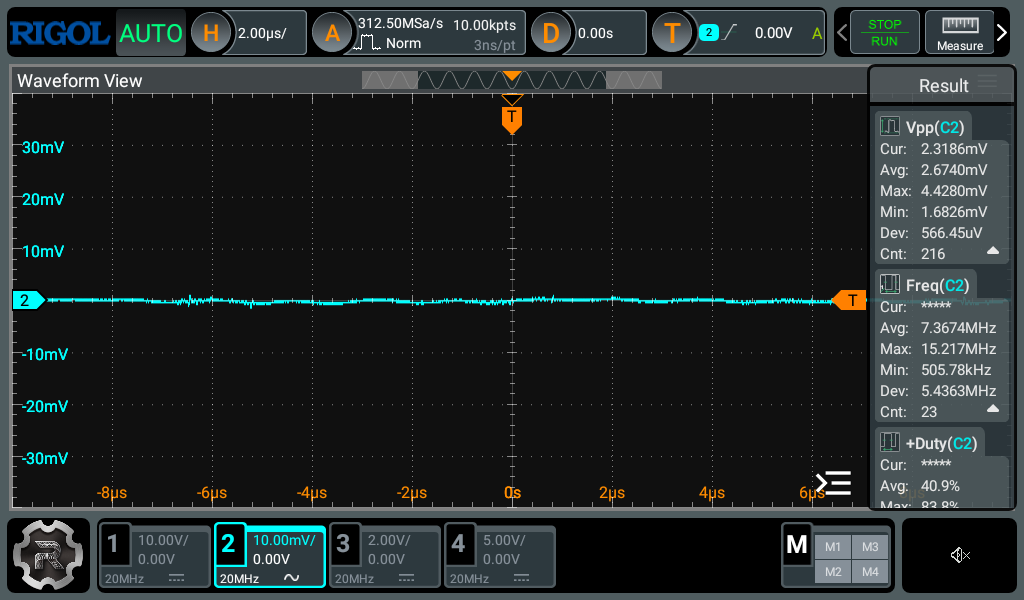 RIGOL AUTO H 2.00μs/ A 312.50MSa/s 10.00kpts D 0.00s T 2 0.00V A STOP
Norm 3ns/pt RUN Measure
Waveform View
Result
T
30mV
20mV
10mV
2
T
-10mV
-20mV
-30mV
-8μs -6μs -4μs -2μs 0s 2μs 4μs 6μs
Vpp(C2)
Cur: 2.3186mV
Avg: 2.6740mV
Max: 4.4280mV
Min: 1.6826mV
Dev: 566.45uV
Cnt: 216
Freq(C2)
Cur: *****
Avg: 7.3674MHz
Max: 15.217MHz
Min: 505.78kHz
Dev: 5.4363MHz
Cnt: 23
+Duty(C2)
Cur: *****
Avg: 40.9%
Max: 83.8%
1 10.00V/ 2 10.00mV/ 3 2.00V/ 4 5.00V/ M M1 M3
0.00V 0.00V 0.00V 0.00V M2 M4
20MHz 20MHz 20MHz 20MHz
R